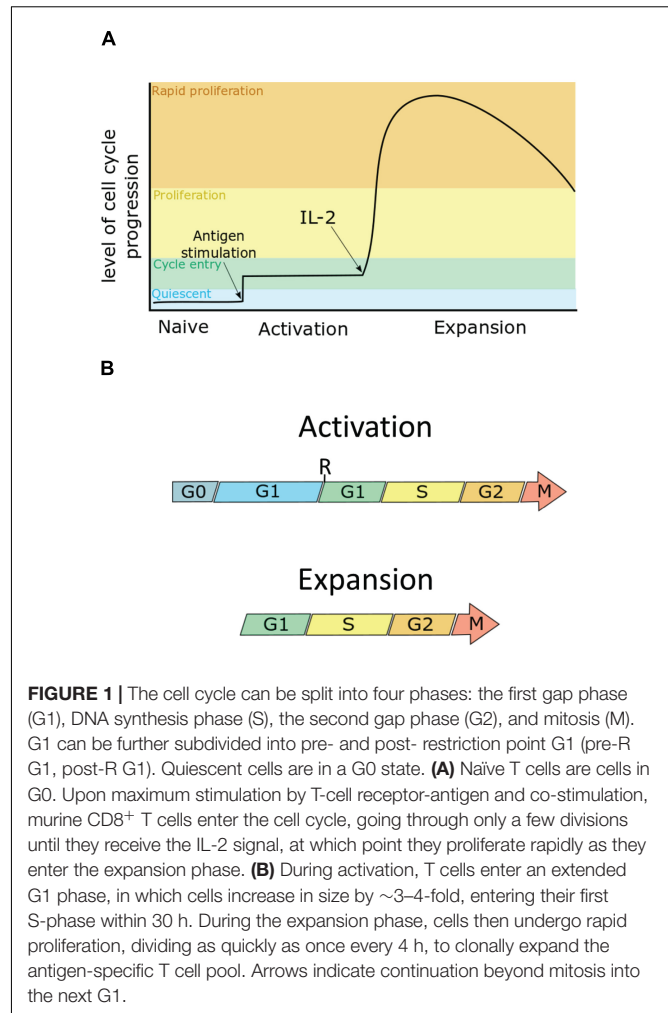 A
Rapid proliferation
level of cell cycle
progression
Proliferation
IL-2
Antigen
stimulation
Cycle entry
Quiescent
Naive Activation Expansion
B
Activation
R
G0 G1 G1 S G2 M
Expansion
G1 S G2 M
FIGURE 1 | The cell cycle can be split into four phases: the first gap phase
(G1), DNA synthesis phase (S), the second gap phase (G2), and mitosis (M).
G1 can be further subdivided into pre- and post- restriction point G1 (pre-R
G1, post-R G1). Quiescent cells are in a G0 state. (A) Naïve T cells are cells in
G0. Upon maximum stimulation by T-cell receptor-antigen and co-stimulation,
murine CD8+ T cells enter the cell cycle, going through only a few divisions
until they receive the IL-2 signal, at which point they proliferate rapidly as they
enter the expansion phase. (B) During activation, T cells enter an extended
G1 phase, in which cells increase in size by ∼3–4-fold, entering their first
S-phase within 30 h. During the expansion phase, cells then undergo rapid
proliferation, dividing as quickly as once every 4 h, to clonally expand the
antigen-specific T cell pool. Arrows indicate continuation beyond mitosis into
the next G1.